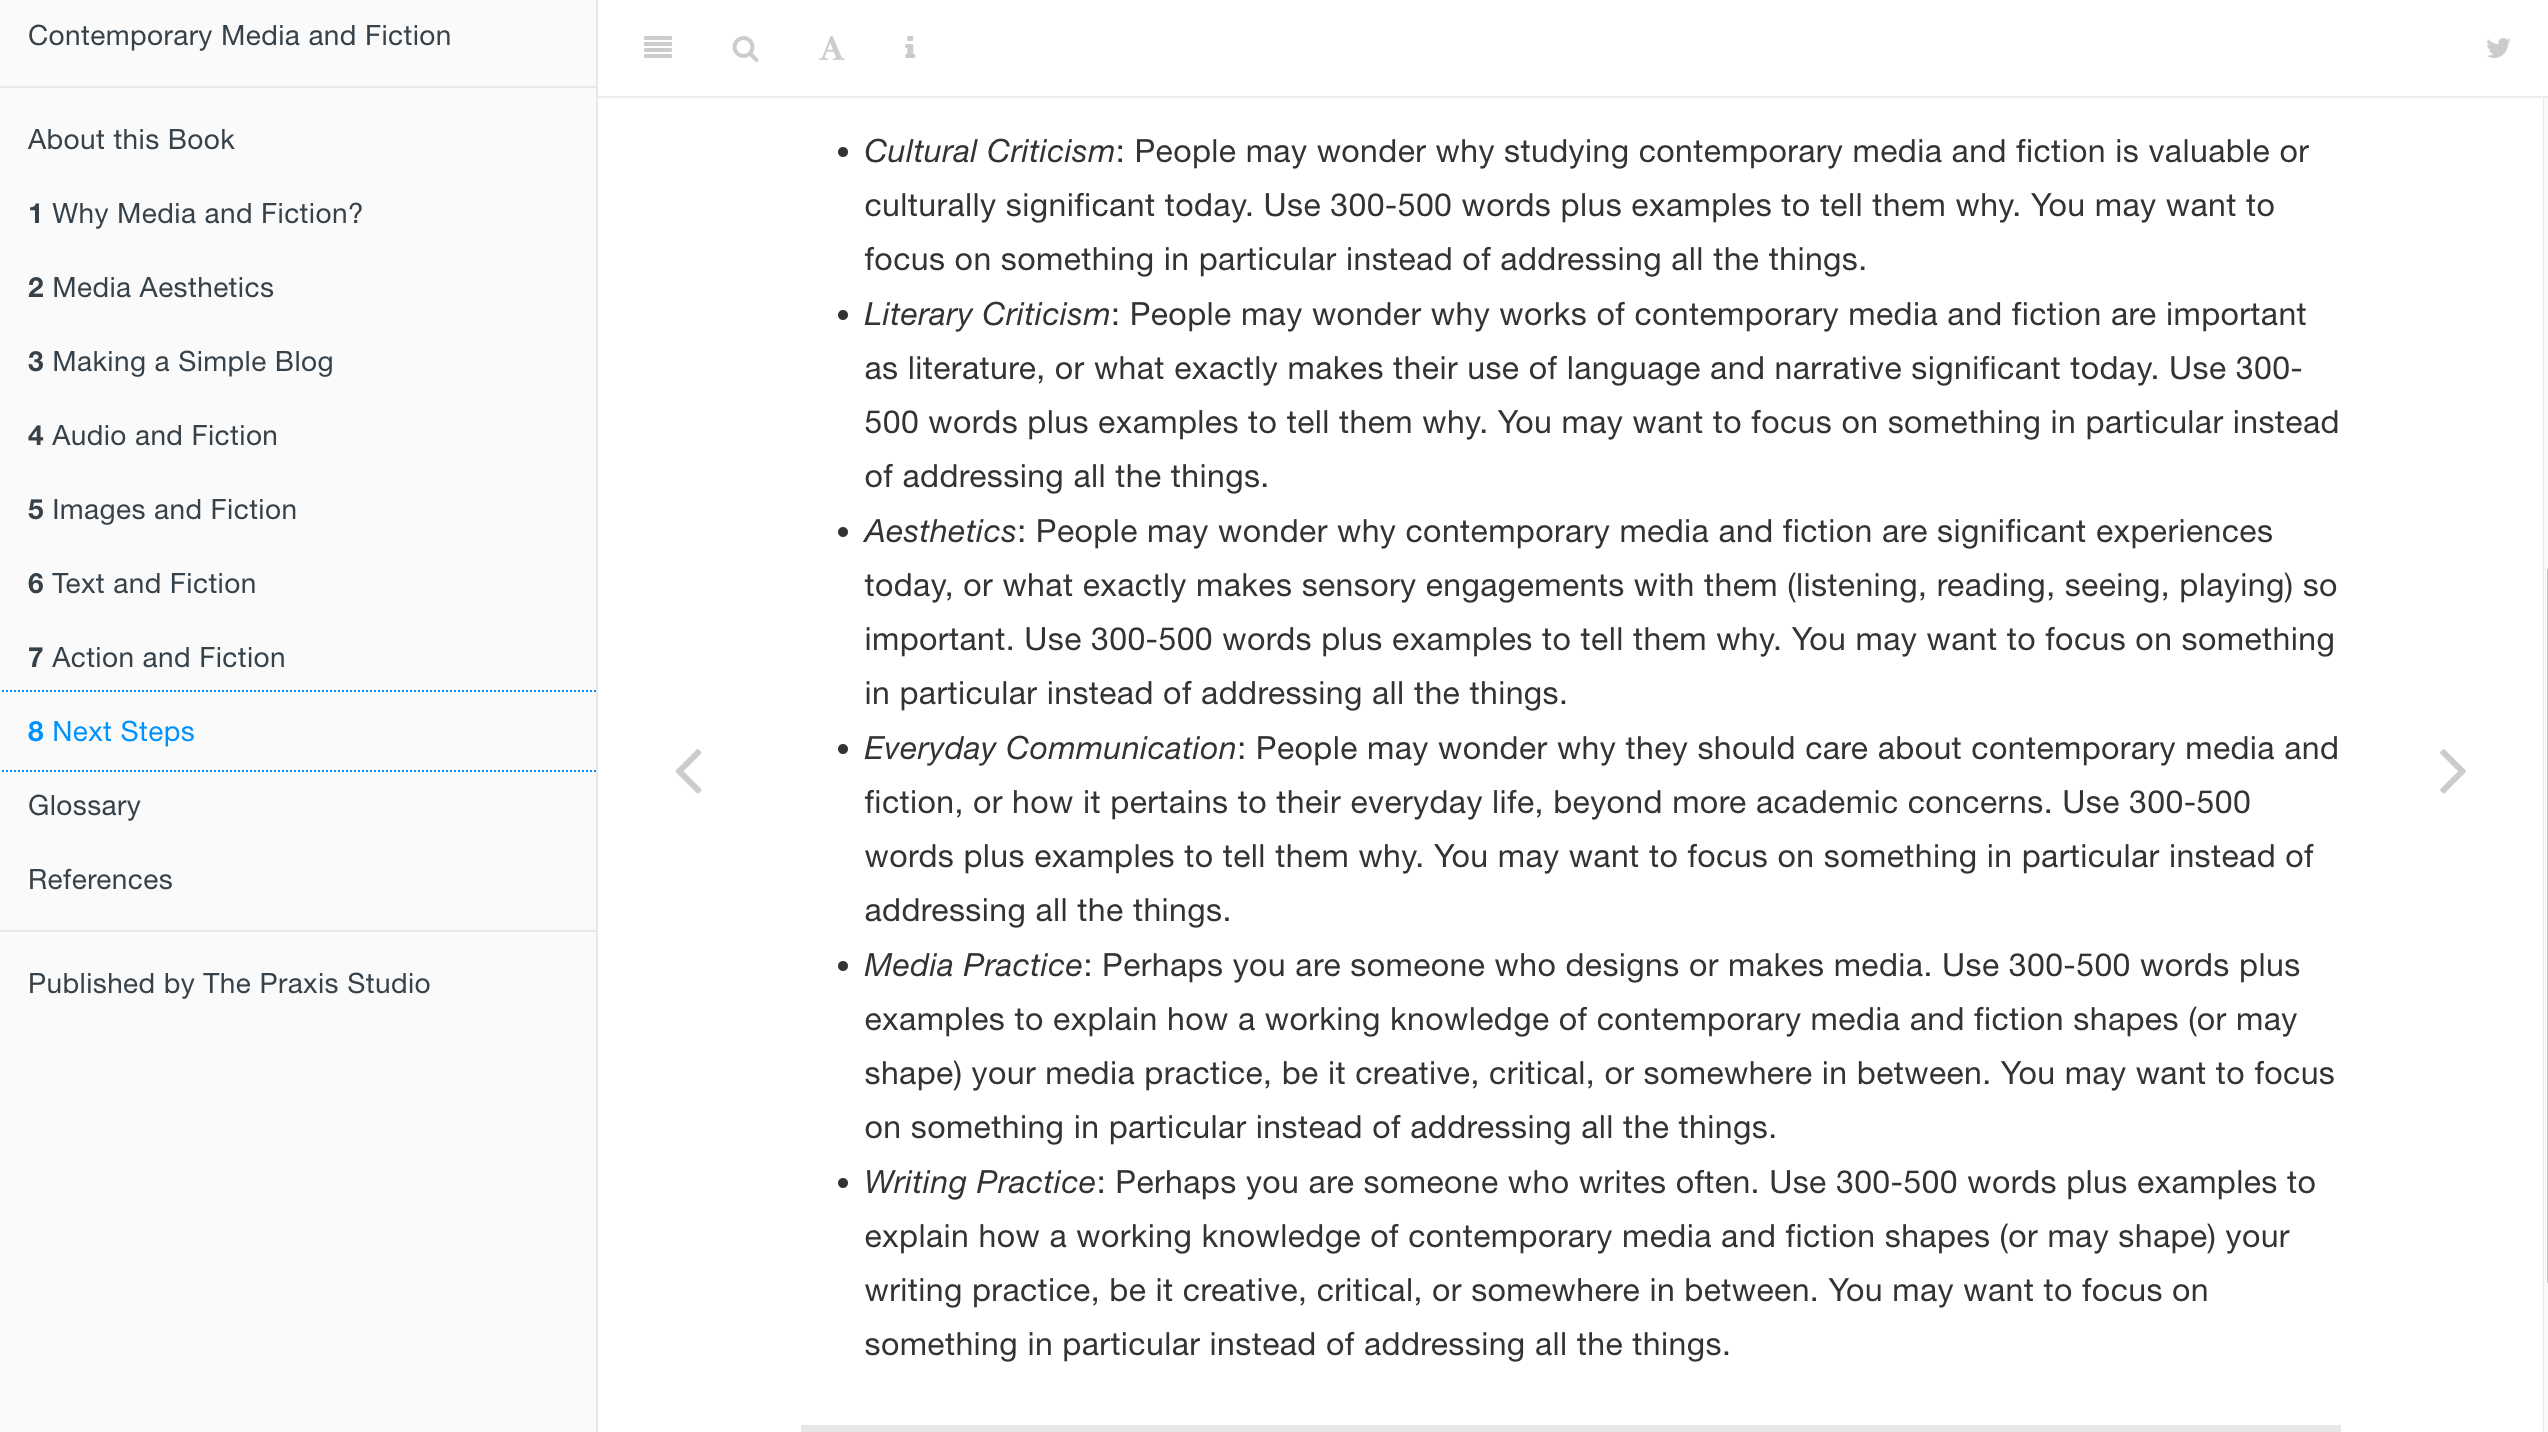 Contemporary Media and Fiction
About this Book
1 Why Media and Fiction?
2 Media Aesthetics
3 Making a Simple Blog
4 Audio and Fiction
5 Images and Fiction
6 Text and Fiction
7 Action and Fiction
8 Next Steps
Glossary
References
Published by The Praxis Studio
A
i
• Cultural Criticism: People may wonder why studying contemporary media and fiction is valuable or
culturally significant today. Use 300-500 words plus examples to tell them why. You may want to
focus on something in particular instead of addressing all the things.
• Literary Criticism: People may wonder why works of contemporary media and fiction are important
as literature, or what exactly makes their use of language and narrative significant today. Use 300-
500 words plus examples to tell them why. You may want to focus on something in particular instead
of addressing all the things.
• Aesthetics: People may wonder why contemporary media and fiction are significant experiences
today, or what exactly makes sensory engagements with them (listening, reading, seeing, playing) so
important. Use 300-500 words plus examples to tell them why. You may want to focus on something
in particular instead of addressing all the things.
• Everyday Communication: People may wonder why they should care about contemporary media and
fiction, or how it pertains to their everyday life, beyond more academic concerns. Use 300-500
words plus examples to tell them why. You may want to focus on something in particular instead of
addressing all the things.
• Media Practice: Perhaps you are someone who designs or makes media. Use 300-500 words plus
examples to explain how a working knowledge of contemporary media and fiction shapes (or may
shape) your media practice, be it creative, critical, or somewhere in between. You may want to focus
on something in particular instead of addressing all the things.
• Writing Practice: Perhaps you are someone who writes often. Use 300-500 words plus examples to
explain how a working knowledge of contemporary media and fiction shapes (or may shape) your
writing practice, be it creative, critical, or somewhere in between. You may want to focus on
something in particular instead of addressing all the things.